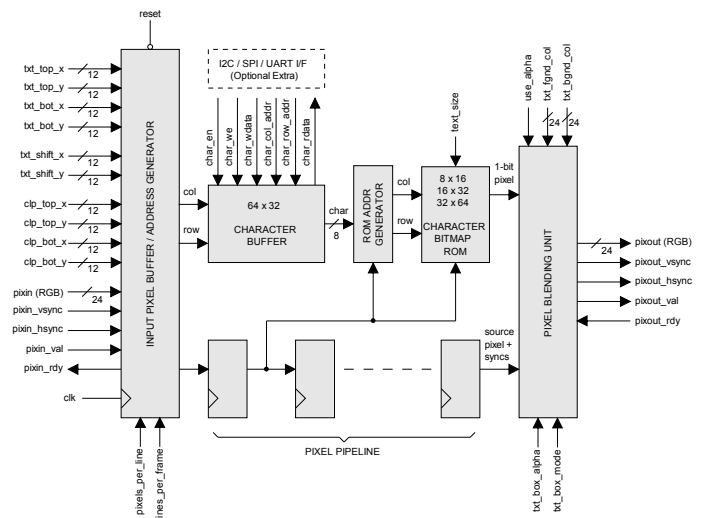 reset
txt_top_x
12
txt_top_y
12
txt_bot_x
12
txt_bot_y
12
txt_shift_x
12
txt_shift_y
12
clp_top_x
12
clp_top_y
12
clp_bot_x
12
clp_bot_y
12
pixin (RGB)
24
pixin_vsync
pixin_hsync
pixin_val
pixin_rdy
clk
INPUT PIXEL BUFFER / ADDRESS GENERATOR
pixels_per_line
ines_per_frame
I2C / SPI / UART I/F
(Optional Extra)
char_en
char_we
char_wdata
char_col_addr
char_row_addr
char_rdata
col
row
64 x 32
CHARACTER
BUFFER
char
8
ROM ADDR
GENERATOR
col
row
text_size
8 x 16
16 x 32
32 x 64
CHARACTER
BITMAP
ROM
1-bit
pixel
source
pixel +
syncs
PIXEL PIPELINE
use_alpha
txt_fgnd_col
24
txt_bgnd_col
24
PIXEL BLENDING UNIT
pixout (RGB)
24
pixout_vsync
pixout_hsync
pixout_val
pixout_rdy
txt_box_alpha
txt_box_mode